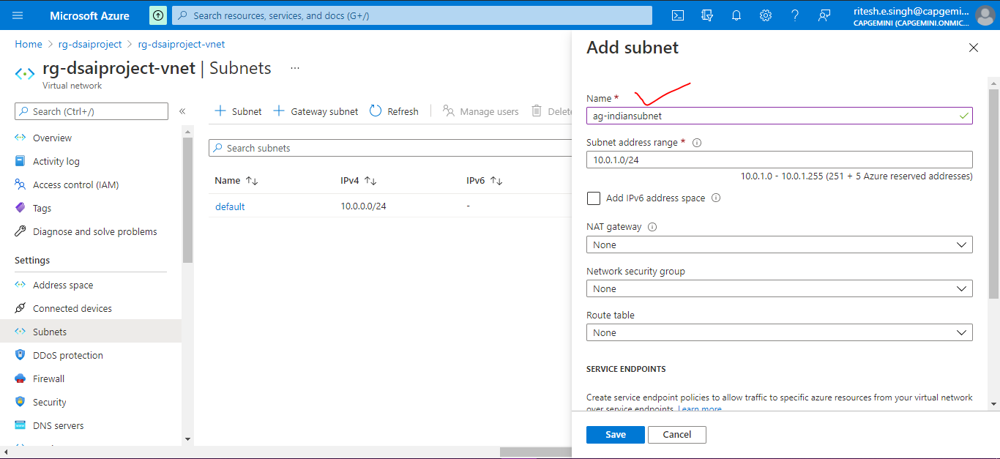 Microsoft Azure
Search resources, services, and docs (G+/)
ritesh.e.singh@capgemi...
CAPGEMINI (CAPGEMINI.ONMIC...
Home > rg-dsaiproject > rg-dsaiproject-vnet
rg-dsaiproject-vnet | Subnets ...
Virtual network
Search (Ctrl+/)
«
Overview
Activity log
Access control (IAM)
Tags
Diagnose and solve problems
Settings
Address space
Connected devices
Subnets
DDoS protection
Firewall
Security
DNS servers
+ Subnet + Gateway subnet Refresh Manage users Delete
Search subnets
Name ↑↓ IPv4 ↑↓ IPv6 ↑↓
default 10.0.0.0/24 -
Add subnet
Name *
ag-indiansubnet
Subnet address range *
10.0.1.0/24
10.0.1.0 - 10.0.1.255 (251 + 5 Azure reserved addresses)
Add IPv6 address space
NAT gateway
None
Network security group
None
Route table
None
SERVICE ENDPOINTS
Create service endpoint policies to allow traffic to specific azure resources from your virtual network
over service endpoints. Learn more
Save Cancel